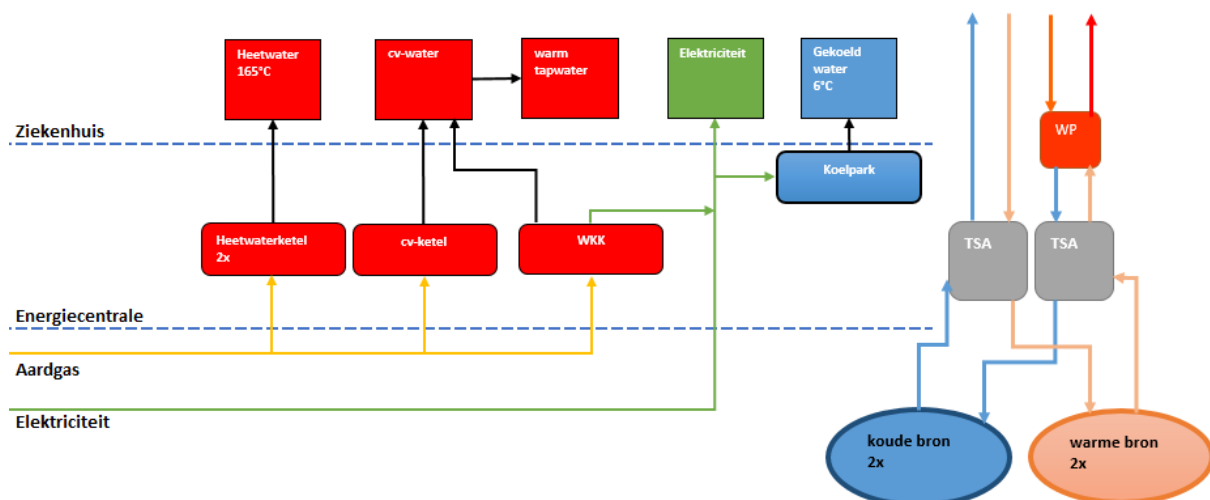 Heetwater
165°C
cv-water
warm
tapwater
Elektriciteit
Gekoeld
water
6°C
Ziekenhuis
WP
Koelpark
Heetwaterketel
2x
cv-ketel
WKK
TSA
TSA
Energiecentrale
Aardgas
Elektriciteit
koude bron
2x
warme bron
2x